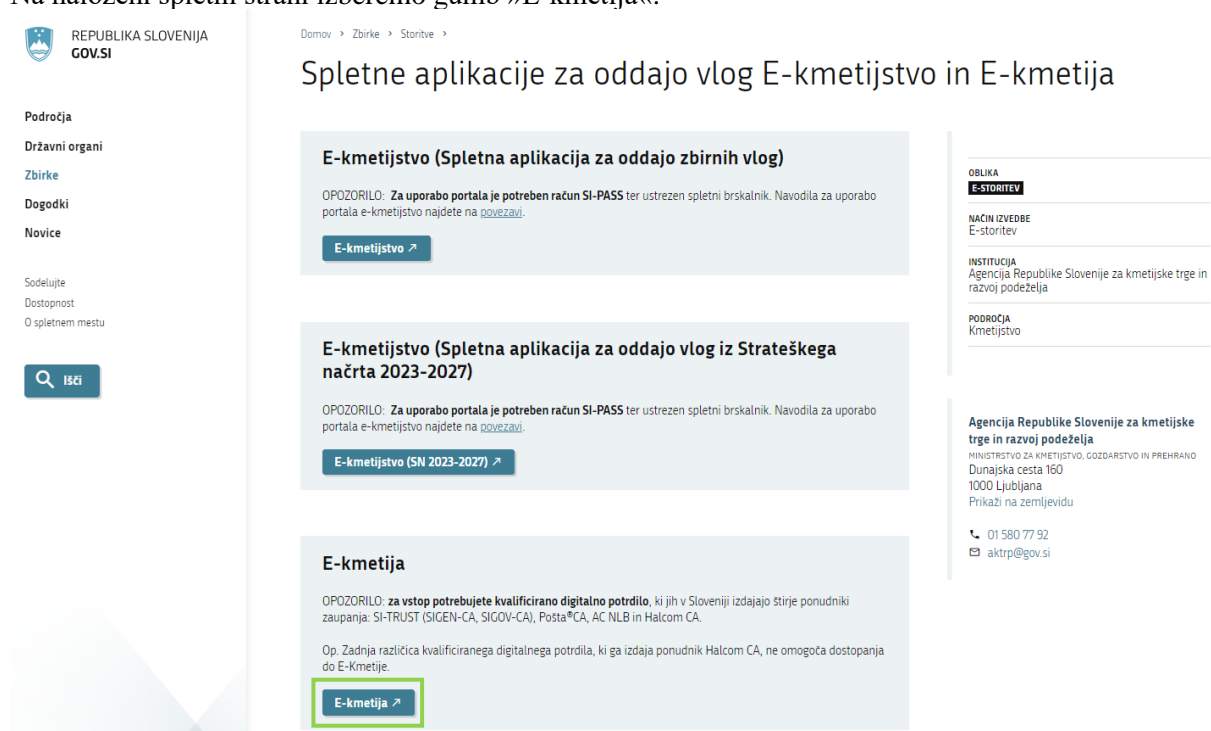 Na naloženi spletni strani izberemo gumb »E-kmetija«.
REPUBLIKA SLOVENIJA
GOV.SI
Področja
Državni organi
Zbirke
Dogodki
Novice
Sodelujte
Dostopnost
O spletnem mestu
Išči
Domov > Zbirke > Storitve >
Spletne aplikacije za oddajo vlog E-kmetijstvo in E-kmetija
E-kmetijstvo (Spletna aplikacija za oddajo zbirnih vlog)
OPOZORILO: Za uporabo portala je potreben račun SI-PASS ter ustrezen spletni brskalnik. Navodila za uporabo
portala e-kmetijstvo najdete na povezavi.
E-kmetijstvo ↗
E-kmetijstvo (Spletna aplikacija za oddajo vlog iz Strateškega
načrta 2023-2027)
OPOZORILO: Za uporabo portala je potreben račun SI-PASS ter ustrezen spletni brskalnik. Navodila za uporabo
portala e-kmetijstvo najdete na povezavi.
E-kmetijstvo (SN 2023-2027) ↗
E-kmetija
OPOZORILO: za vstop potrebujete kvalificirano digitalno potrdilo, ki jih v Sloveniji izdajajo štirje ponudniki
zaupanja: SI-TRUST (SIGEN-CA, SIGOV-CA), Pošta®CA, AC NLB in Halcom CA.
Op. Zadnja različica kvalificiranega digitalnega potrdila, ki ga izdaja ponudnik Halcom CA, ne omogoča dostopanja
do E-Kmetije.
E-kmetija ↗
OBLIKA
E-STORITEV
NAČIN IZVEDBE
E-storitev
INSTITUCIJA
Agencija Republike Slovenije za kmetijske trge in
razvoj podeželja
PODROČJA
Kmetijstvo
Agencija Republike Slovenije za kmetijske
trge in razvoj podeželja
MINISTRSTVO ZA KMETIJSTVO, GOZDARSTVO IN PREHRANO
Dunajska cesta 160
1000 Ljubljana
Prikaži na zemljevidu
01 580 77 92
aktrp@gov.si